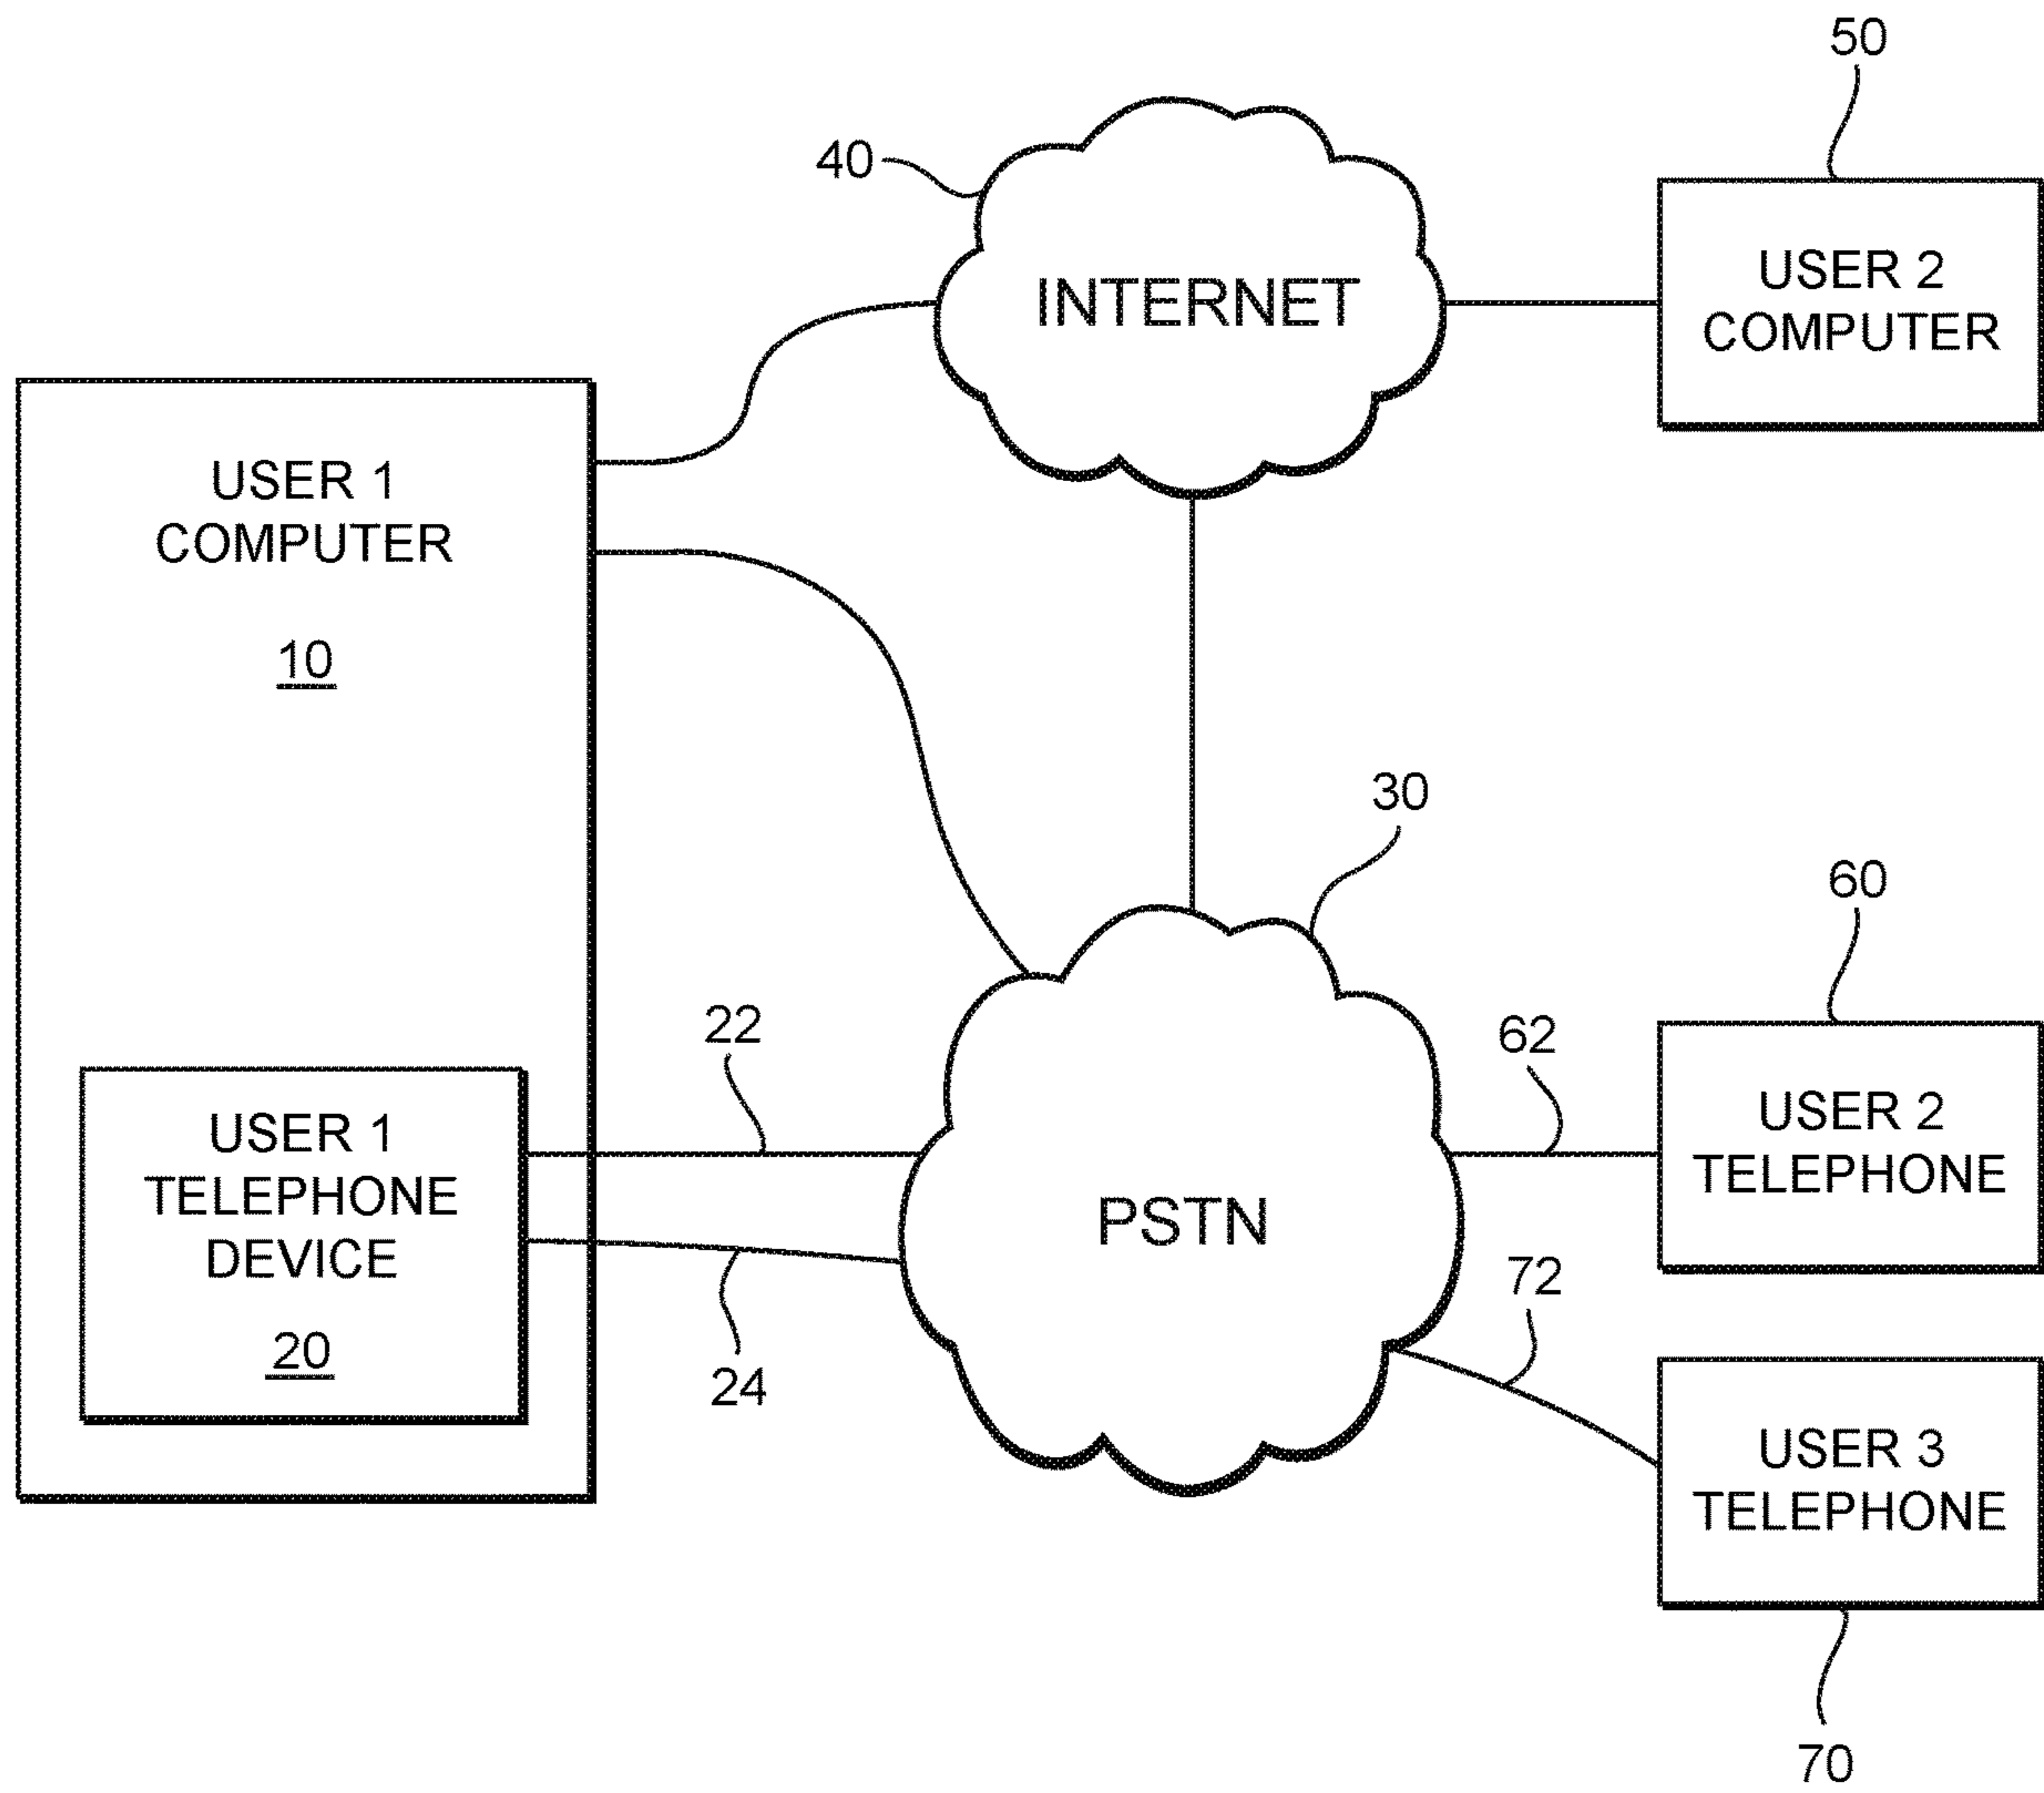 50
40
INTERNET
USER 2
COMPUTER
USER 1
COMPUTER
10
30
60
22
62
USER 2
TELEPHONE
USER 1
TELEPHONE
DEVICE
20
PSTN
24
72
USER 3
TELEPHONE
70